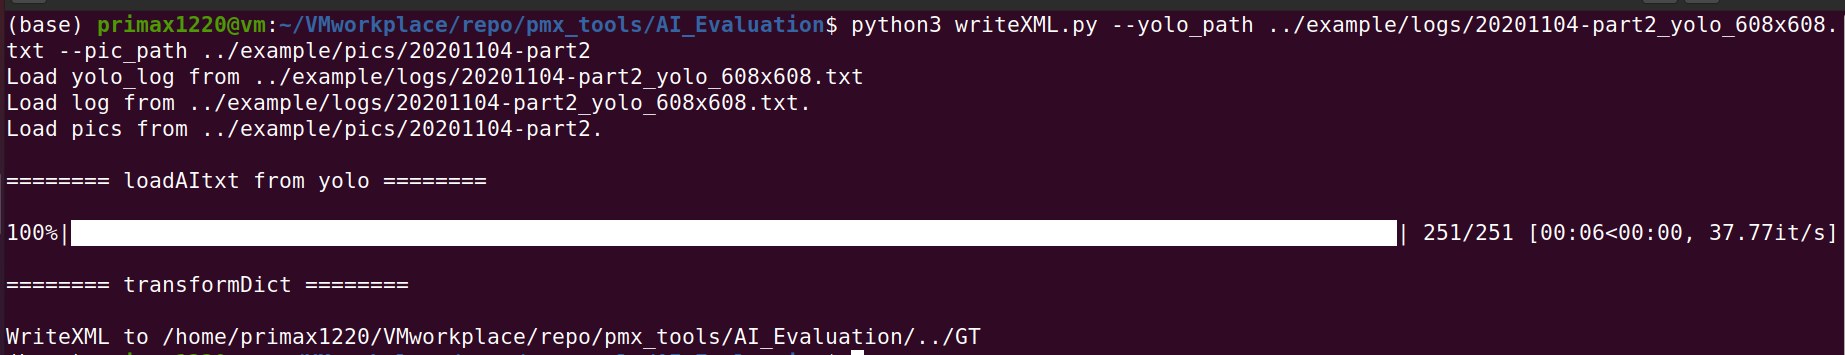 (base) primax1220@vm:~/VMworkplace/repo/pmx_tools/AI_Evaluation$ python3 writeXML.py --yolo_path ../example/logs/20201104-part2_yolo_608x608.
txt --pic_path ../example/pics/20201104-part2
Load yolo_log from ../example/logs/20201104-part2_yolo_608x608.txt
Load log from ../example/logs/20201104-part2_yolo_608x608.txt.
Load pics from ../example/pics/20201104-part2.
======== loadAItxt from yolo ========
100%| | 251/251 [00:06<00:00, 37.77it/s]
======== transformDict ========
WriteXML to /home/primax1220/VMworkplace/repo/pmx_tools/AI_Evaluation/../GT